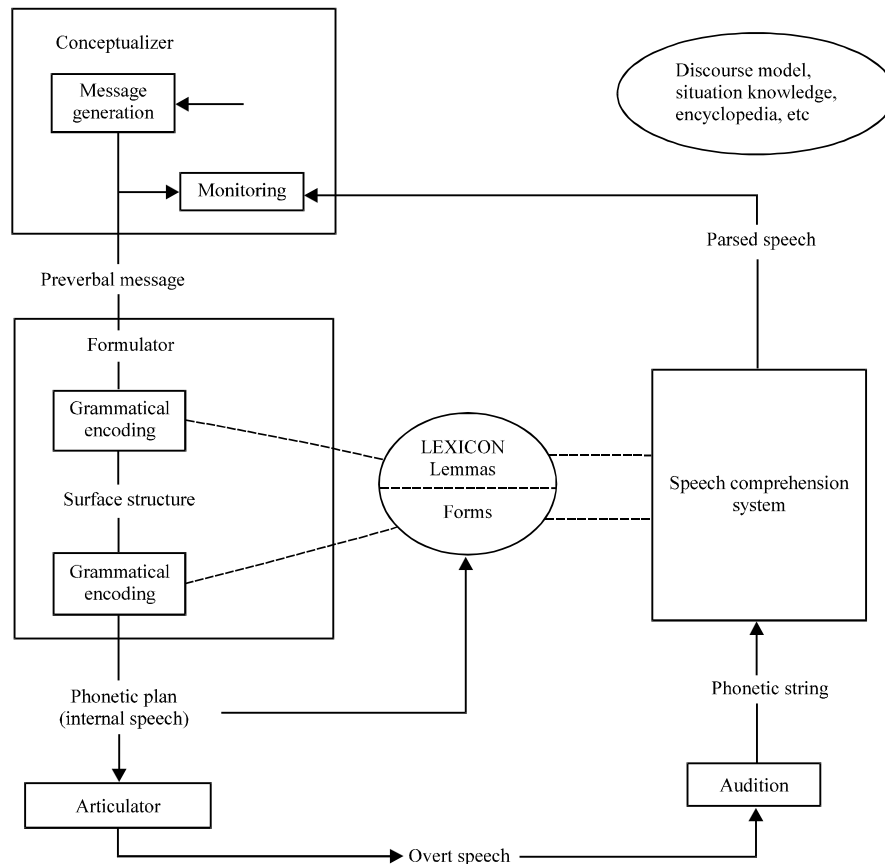 Conceptualizer
Message
generation
Monitoring
Discourse model,
situation knowledge,
encyclopedia, etc
Parsed speech
Preverbal message
Formulator
Grammatical
encoding
Surface structure
Grammatical
encoding
LEXICON
Lemmas
Forms
Speech comprehension
system
Phonetic plan
(internal speech)
Phonetic string
Articulator
Audition
Overt speech